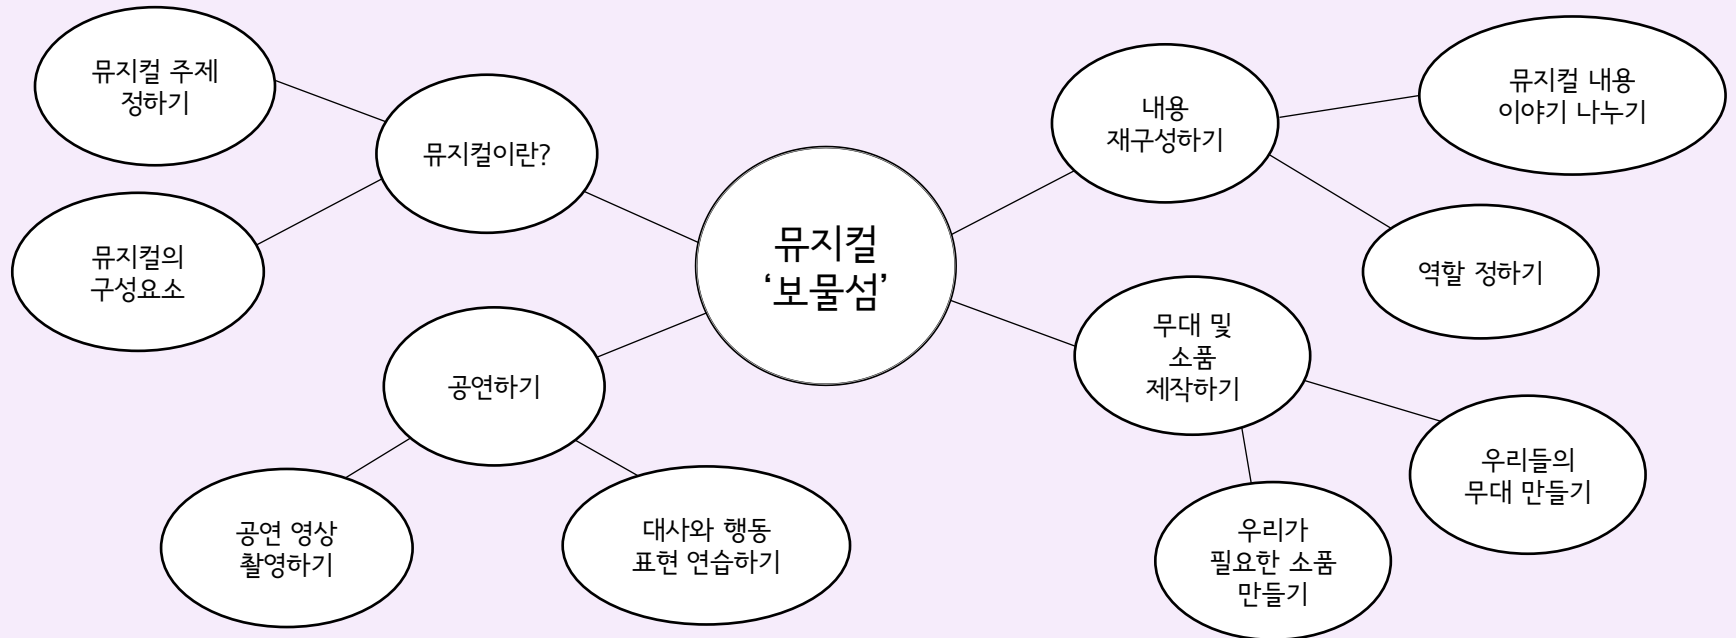 뮤지컬 주제
정하기
뮤지컬이란?
뮤지컬의
구성요소
뮤지컬
‘보물섬’
내용
재구성하기
뮤지컬 내용
이야기 나누기
역할 정하기
무대 및
소품
제작하기
우리들의
무대 만들기
우리가
필요한 소품
만들기
공연하기
공연 영상
촬영하기
대사와 행동
표현 연습하기